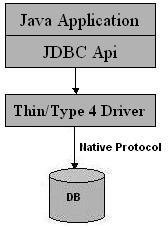 Java Application
JDBC Api
Thin/Type 4 Driver
Native Protocol
DB